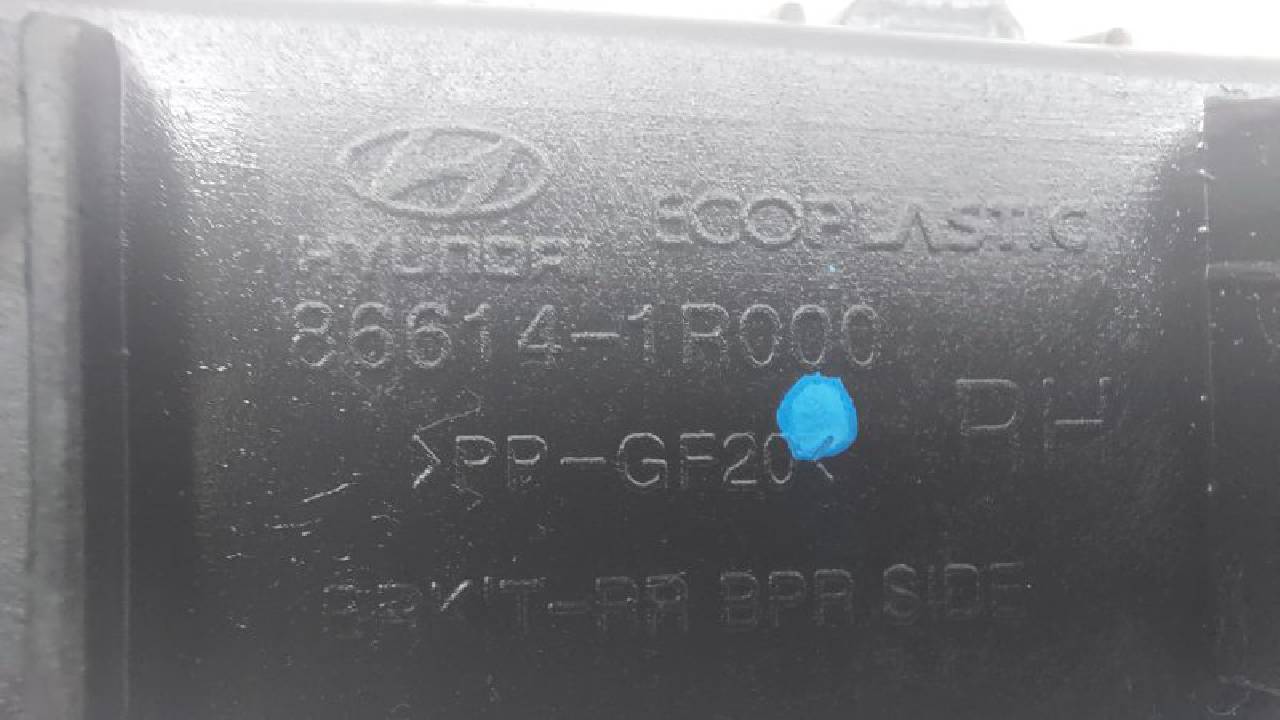 HYUNDAI ECOPLASTIC
86614-1R000
RH
>PP-GF20<
BRKT-RR BPR SIDE